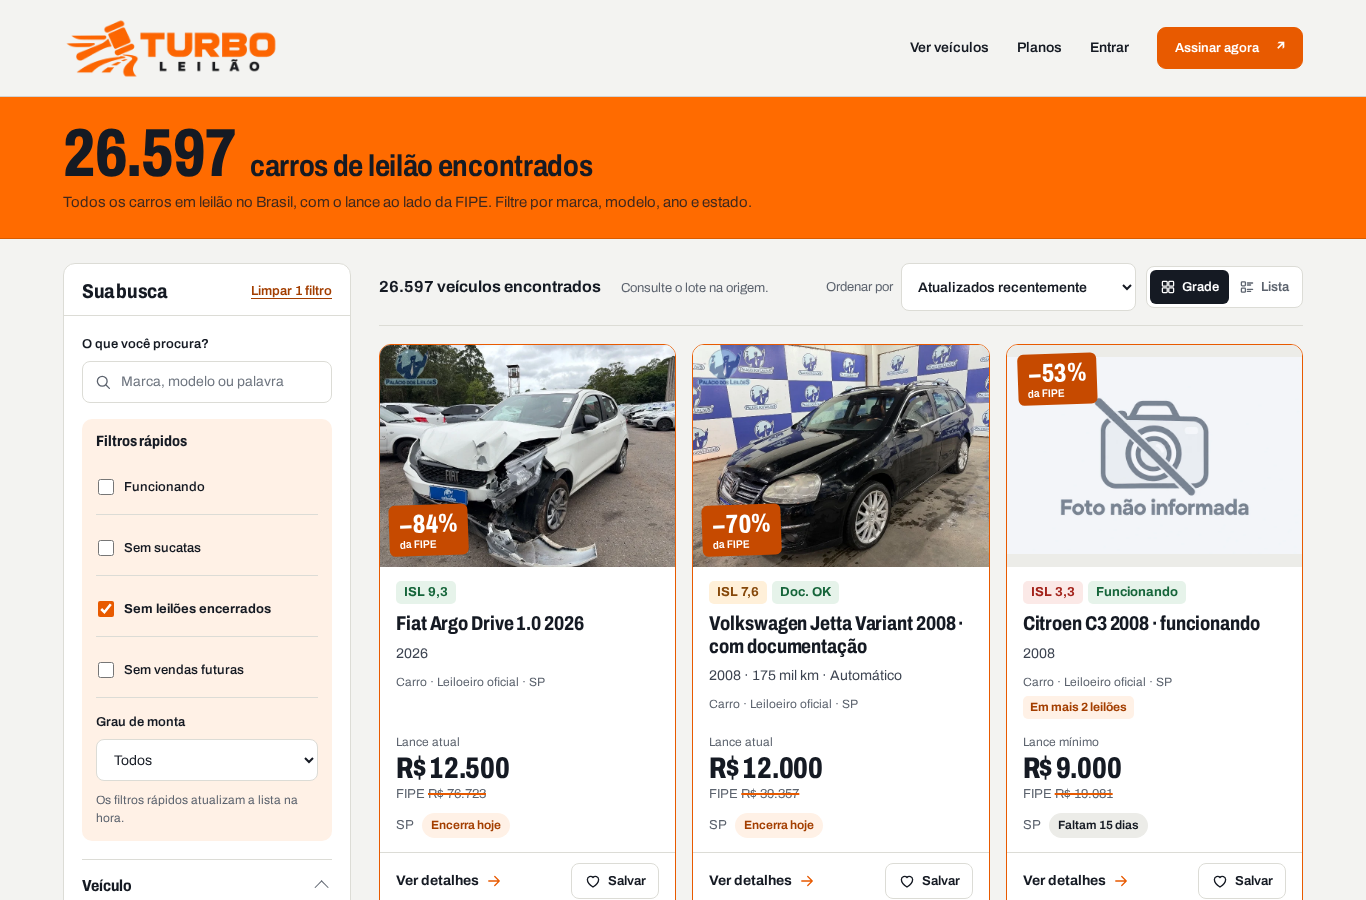 TURBO
LEILÃO
Ver veículos
Planos
Entrar
Assinar agora
26.597 carros de leilão encontrados
Todos os carros em leilão no Brasil, com o lance ao lado da FIPE. Filtre por marca, modelo, ano e estado.
Sua busca
Limpar 1 filtro
O que você procura?
Marca, modelo ou palavra
Filtros rápidos
Funcionando
Sem sucatas
Sem leilões encerrados
Sem vendas futuras
Grau de monta
Todos
Os filtros rápidos atualizam a lista na
hora.
Veículo
26.597 veículos encontrados
Consulte o lote na origem.
Ordenar por
Atualizados recentemente
Grade
Lista
PALÁCIO DOS LEILÕES
FIAT
−84%
da FIPE
ISL 9,3
Fiat Argo Drive 1.0 2026
2026
Carro · Leiloeiro oficial · SP
Lance atual
R$ 12.500
FIPE R$ 76.723
SP
Encerra hoje
Ver detalhes
Salvar
PALÁCIO DOS LEILÕES
−70%
da FIPE
ISL 7,6
Doc. OK
Volkswagen Jetta Variant 2008 ·
com documentação
2008 · 175 mil km · Automático
Carro · Leiloeiro oficial · SP
Lance atual
R$ 12.000
FIPE R$ 39.357
SP
Encerra hoje
Ver detalhes
Salvar
−53%
da FIPE
Foto não informada
ISL 3,3
Funcionando
Citroen C3 2008 · funcionando
2008
Carro · Leiloeiro oficial · SP
Em mais 2 leilões
Lance mínimo
R$ 9.000
FIPE R$ 19.081
SP
Faltam 15 dias
Ver detalhes
Salvar